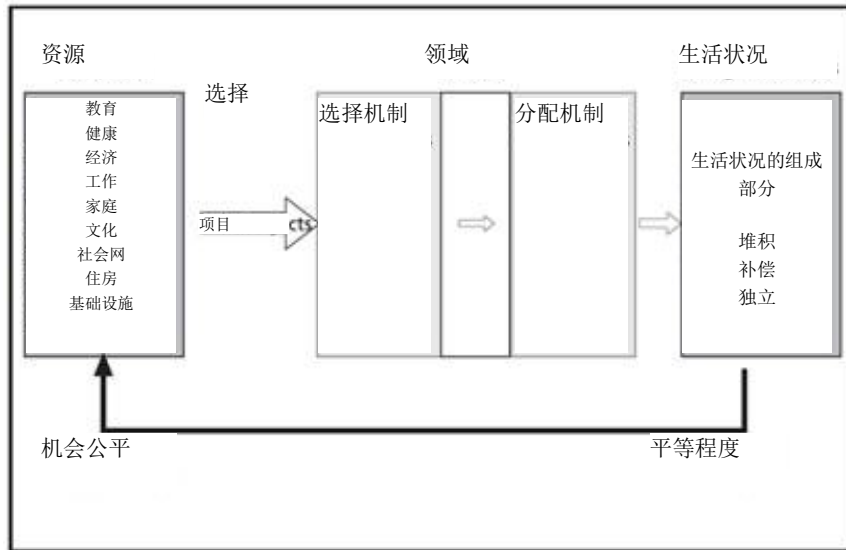 资源
领域
生活状况
选择
教育
健康
经济
工作
家庭
文化
社会网
住房
基础设施
项目
cts
选择机制
分配机制
生活状况的组成
部分
堆积
补偿
独立
机会公平
平等程度